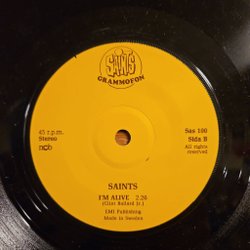 SAINTS
GRAMMOFON
45 r.p.m.
Stereo
ncb
Sas 100
Side B
All rights
reserved
SAINTS
I'M ALIVE 2:26
(Clint Ballard Jr.)
EMI Publishing
Made in Sweden